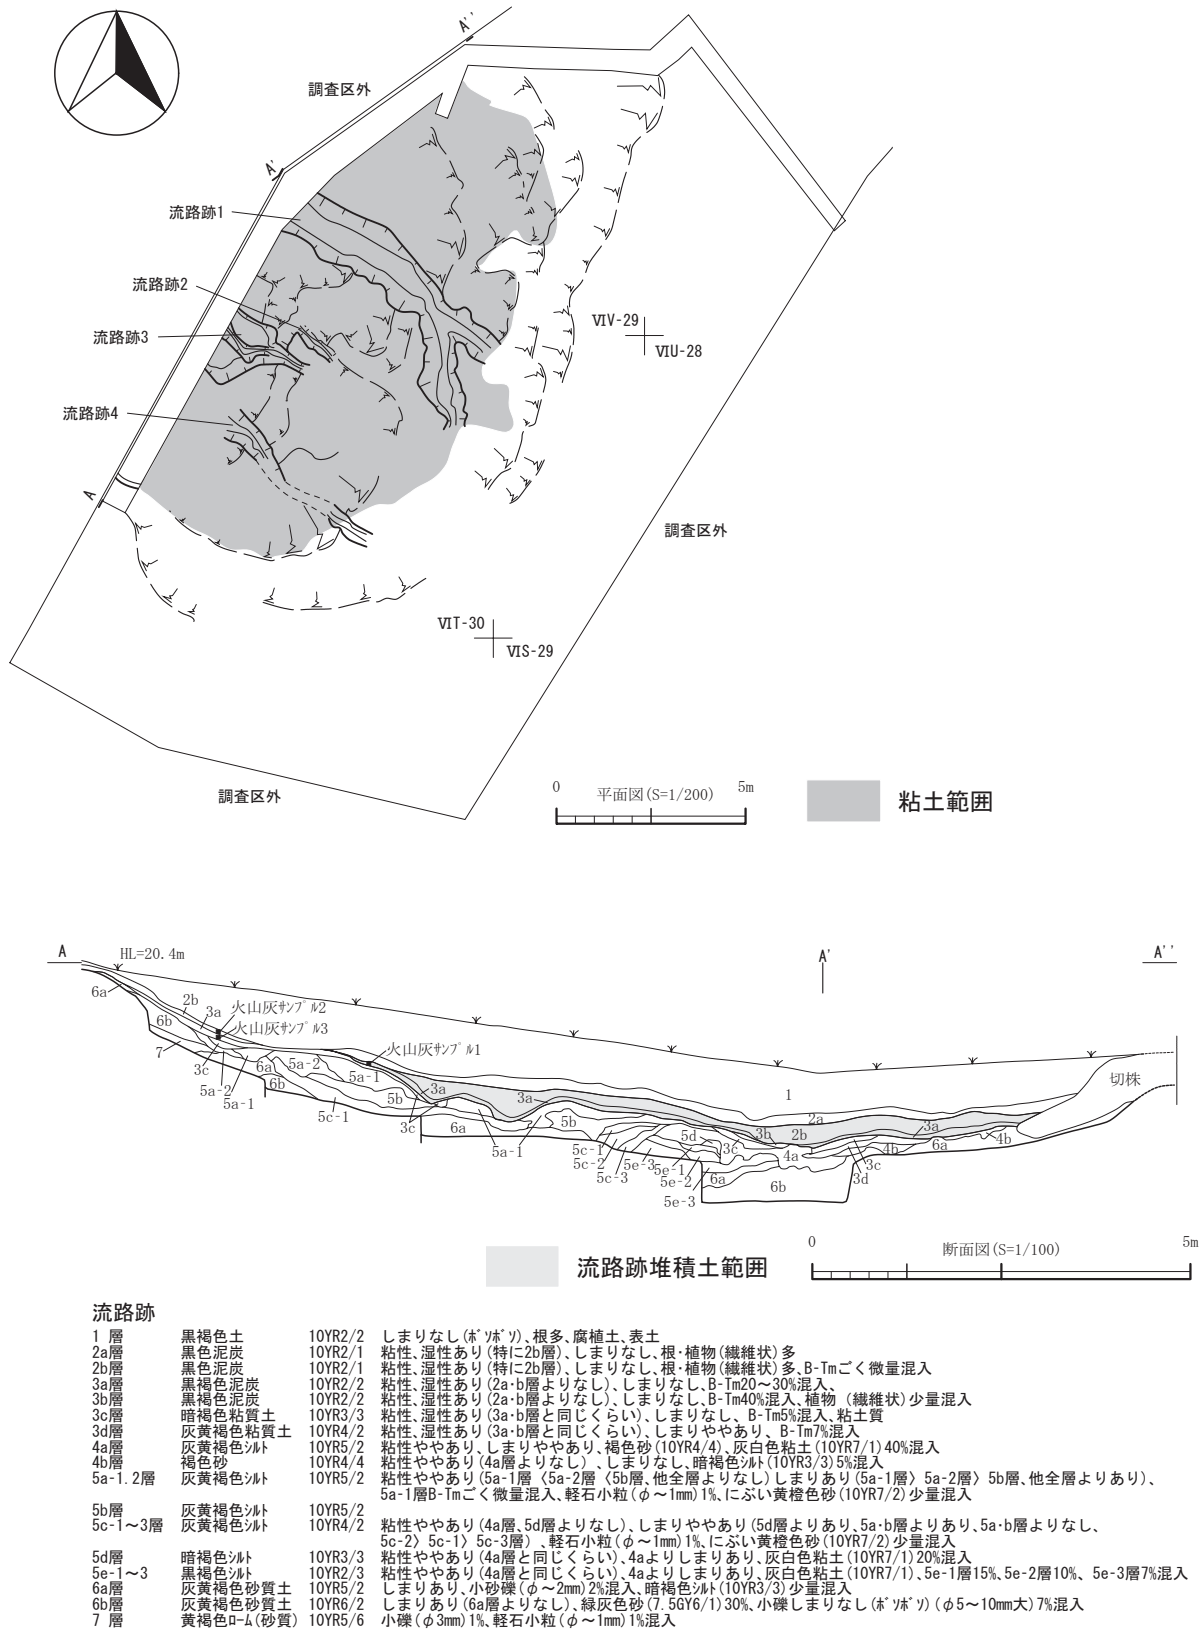 A''
調査区外
A'
流路跡1
流路跡2
流路跡3
流路跡4
A
ⅥV-29
ⅥU-28
調査区外
ⅥT-30
ⅥS-29
調査区外
0
平面図(S=1/200)
5m
粘土範囲
A
HL=20.4m
A'
A''
6a
2b
3a
火山灰ｻﾝﾌﾟﾙ2
火山灰ｻﾝﾌﾟﾙ3
6b
7
3c
5a-2
5a-1
6a
6b
5a-2
5a-1
火山灰ｻﾝﾌﾟﾙ1
5b
5c-1
3a
3c
6a
5a-1
3a
5b
5c-1
5c-2
5c-3
5e-3
5d
5e-1
5e-2
5e-3
3c
3b
2b
2a
1
4a
6a
6b
3a
4b
6a
4b
3c
3d
切株
流路跡堆積土範囲
0
断面図(S=1/100)
5m
流路跡
1 層 黒褐色土 10YR2/2 しまりなし(ﾎﾞｿﾎﾞｿ)、根多、腐植土、表土
2a層 黒色泥炭 10YR2/1 粘性、湿性あり(特に2b層)、しまりなし、根・植物(繊維状)多
2b層 黒色泥炭 10YR2/1 粘性、湿性あり(特に2b層)、しまりなし、根・植物(繊維状)多、B-Tmごく微量混入
3a層 黒褐色泥炭 10YR2/2 粘性、湿性あり(2a・b層よりなし)、しまりなし、B-Tm20～30%混入、
3b層 黒褐色泥炭 10YR2/2 粘性、湿性あり(2a・b層よりなし)、しまりなし、B-Tm40%混入、植物 (繊維状)少量混入
3c層 暗褐色粘質土 10YR3/3 粘性、湿性あり(3a・b層と同じくらい)、しまりなし、B-Tm5%混入、粘土質
3d層 灰黄褐色粘質土 10YR4/2 粘性、湿性あり(3a・b層と同じくらい)、しまりややあり、B-Tm7%混入
4a層 灰黄褐色ｼﾙﾄ 10YR5/2 粘性ややあり、しまりややあり、褐色砂(10YR4/4)、灰白色粘土(10YR7/1)40%混入
4b層 褐色砂 10YR4/4 粘性ややあり(4a層よりなし)、しまりなし、暗褐色ｼﾙﾄ(10YR3/3)5%混入
5a-1.2層 灰黄褐色ｼﾙﾄ 10YR5/2 粘性ややあり(5a-1層〈5a-2層〈5b層、他全層よりなし)しまりあり(5a-1層〉5a-2層〉5b層、他全層よりあり)、
5a-1層B-Tmごく微量混入、軽石小粒(φ～1mm)1%、にぶい黄橙色砂(10YR7/2)少量混入
5b層 灰黄褐色ｼﾙﾄ 10YR5/2
5c-1～3層 灰黄褐色ｼﾙﾄ 10YR4/2 粘性ややあり(4a層、5d層よりなし)、しまりややあり(5d層よりあり、5a・b層よりあり、5a・b層よりなし、
5c-2〉5c-1〉5c-3層)、軽石小粒(φ～1mm)1%、にぶい黄橙色砂(10YR7/2)少量混入
5d層 暗褐色ｼﾙﾄ 10YR3/3 粘性ややあり(4a層と同じくらい)、4aよりしまりあり、灰白色粘土(10YR7/1)20%混入
5e-1～3 黒褐色ｼﾙﾄ 10YR2/3 粘性ややあり(4a層と同じくらい)、4aよりしまりあり、灰白色粘土(10YR7/1)、5e-1層15%、5e-2層10%、5e-3層7%混入
6a層 灰黄褐色砂質土 10YR5/2 しまりあり、小砂礫(φ～2mm)2%混入、暗褐色ｼﾙﾄ(10YR3/3)少量混入
6b層 灰黄褐色砂質土 10YR6/2 しまりあり(6a層よりなし)、緑灰色砂(7.5GY6/1)30%、小礫しまりなし(ﾎﾞｿﾎﾞｿ)(φ5～10mm大)7%混入
7 層 黄褐色ﾛｰﾑ(砂質) 10YR5/6 小礫(φ3mm)1%、軽石小粒(φ～1mm)1%混入